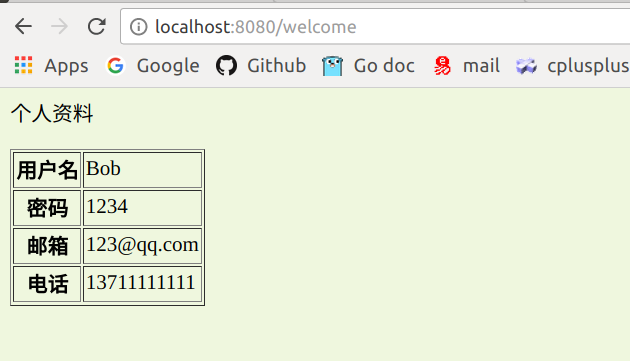 localhost:8080/welcome
Apps Google Github Go doc 易 mail cplusplus
个人资料
用户名 Bob
密码 1234
邮箱 123@qq.com
电话 13711111111